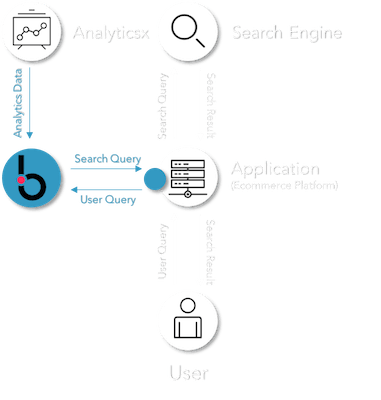 Analyticsx
Search Engine
Analytics Data
Search Query
Search Result
b
Search Query
User Query
Application
(Ecommerce Platform)
User Query
Search Result
User